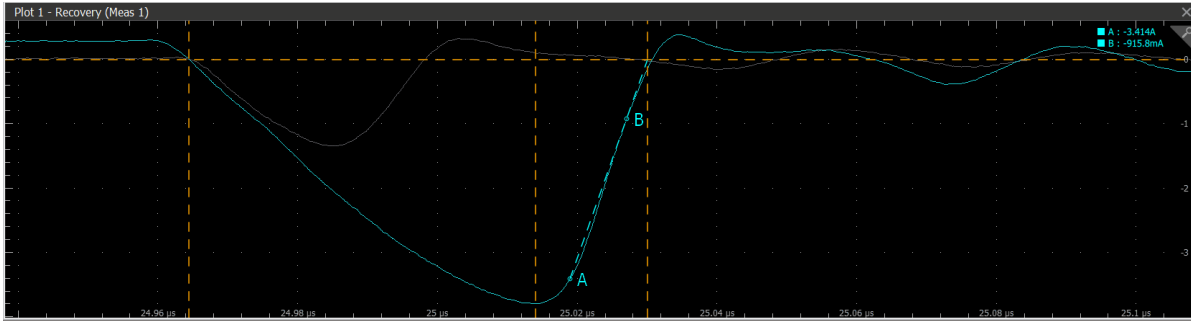 Plot 1 - Recovery (Meas 1)
A : -3.414A
B : -915.8mA
0
-1
B
-2
-3
A
24.96 µs
24.98 µs
25 µs
25.02 µs
25.04 µs
25.06 µs
25.08 µs
25.1 µs